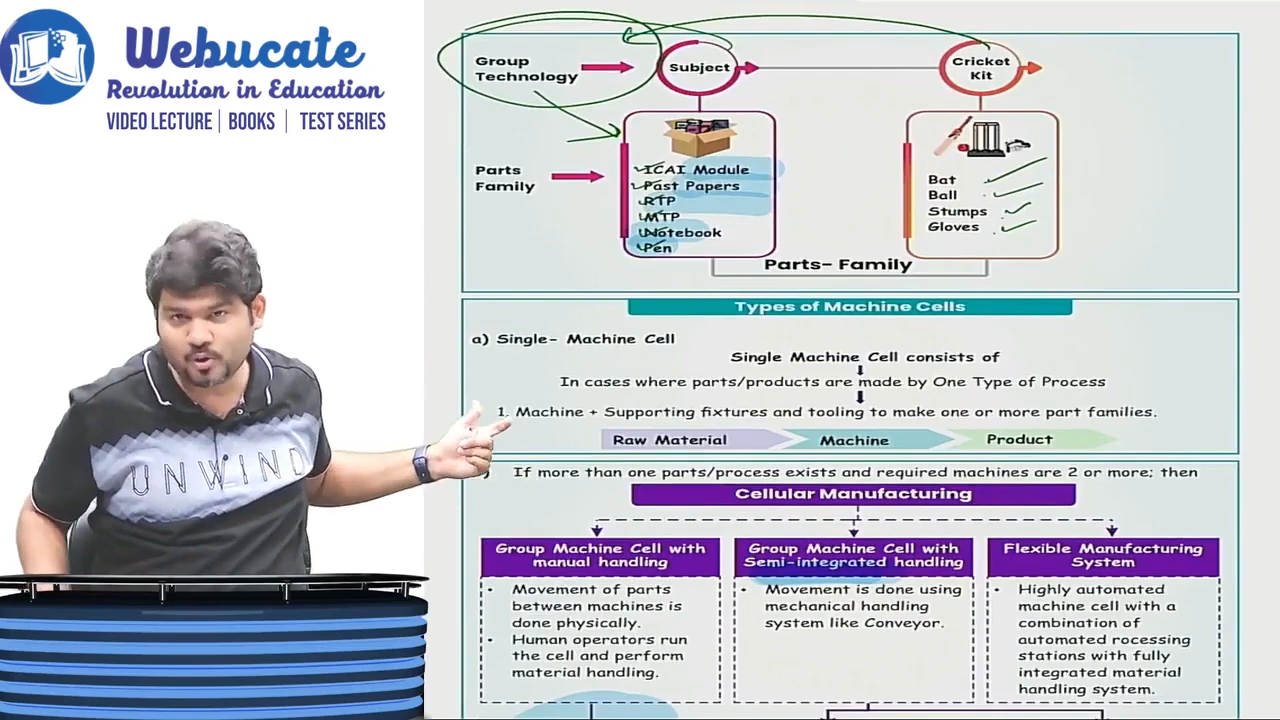 Webucate
Revolution in Education
VIDEO LECTURE | BOOKS | TEST SERIES
UNWIND
Group
Technology
Subject
Cricket
Kit
Parts
Family
ICAI Module
Past Papers
RTP
MTP
Notebook
Pen
Bat
Ball
Stumps
Gloves
Parts- Family
Types of Machine Cells
a) Single- Machine Cell
Single Machine Cell consists of
In cases where parts/products are made by One Type of Process
1. Machine + Supporting fixtures and tooling to make one or more part families.
Raw Material
Machine
Product
If more than one parts/process exists and required machines are 2 or more; then
Cellular Manufacturing
Group Machine Cell with
manual handling
• Movement of parts
between machines is
done physically.
• Human operators run
the cell and perform
material handling.
Group Machine Cell with
Semi-integrated handling
• Movement is done using
mechanical handling
system like Conveyor.
Flexible Manufacturing
System
• Highly automated
machine cell with a
combination of
automated rocessing
stations with fully
integrated material
handling system.